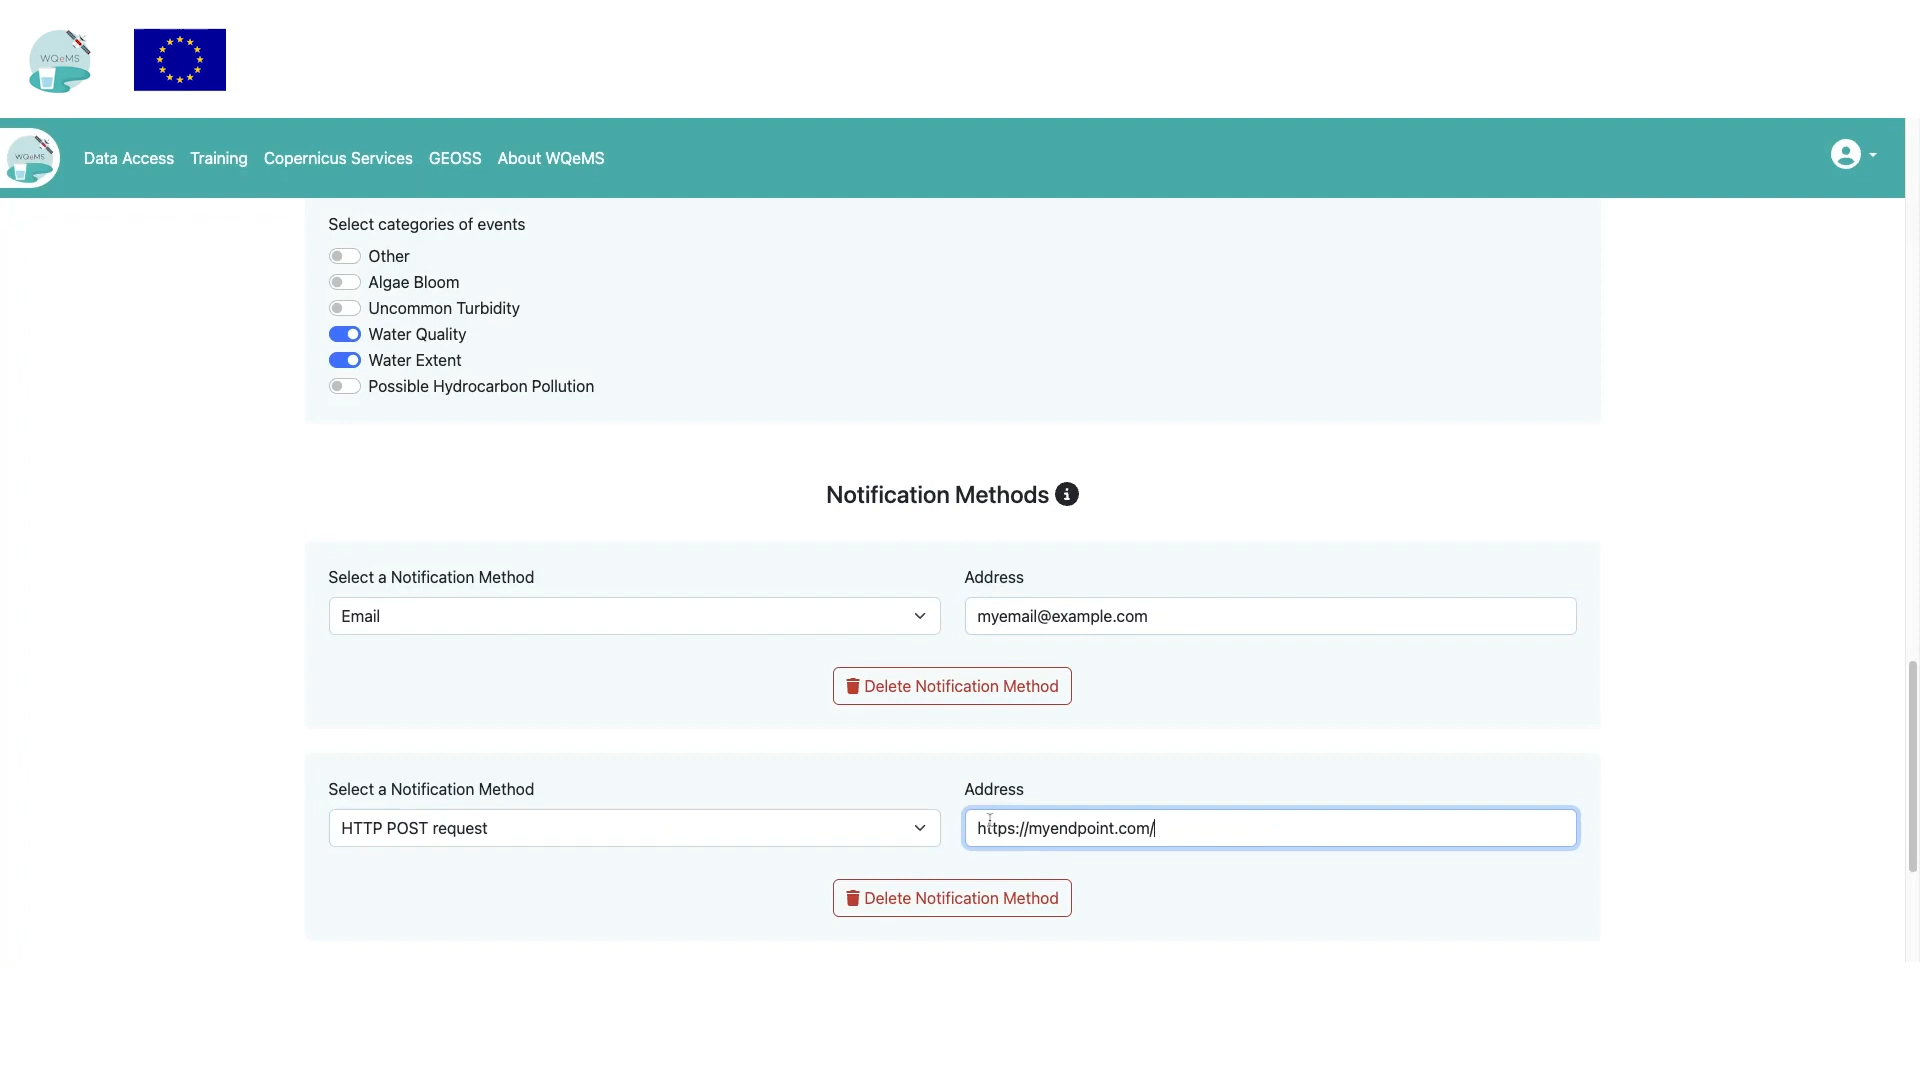 WQeMS
WQeMS
Data Access Training Copernicus Services GEOSS About WQeMS
Select categories of events
Other
Algae Bloom
Uncommon Turbidity
Water Quality
Water Extent
Possible Hydrocarbon Pollution
Notification Methods
Select a Notification Method
Address
Email
myemail@example.com
Delete Notification Method
Select a Notification Method
Address
HTTP POST request
https://myendpoint.com/
Delete Notification Method